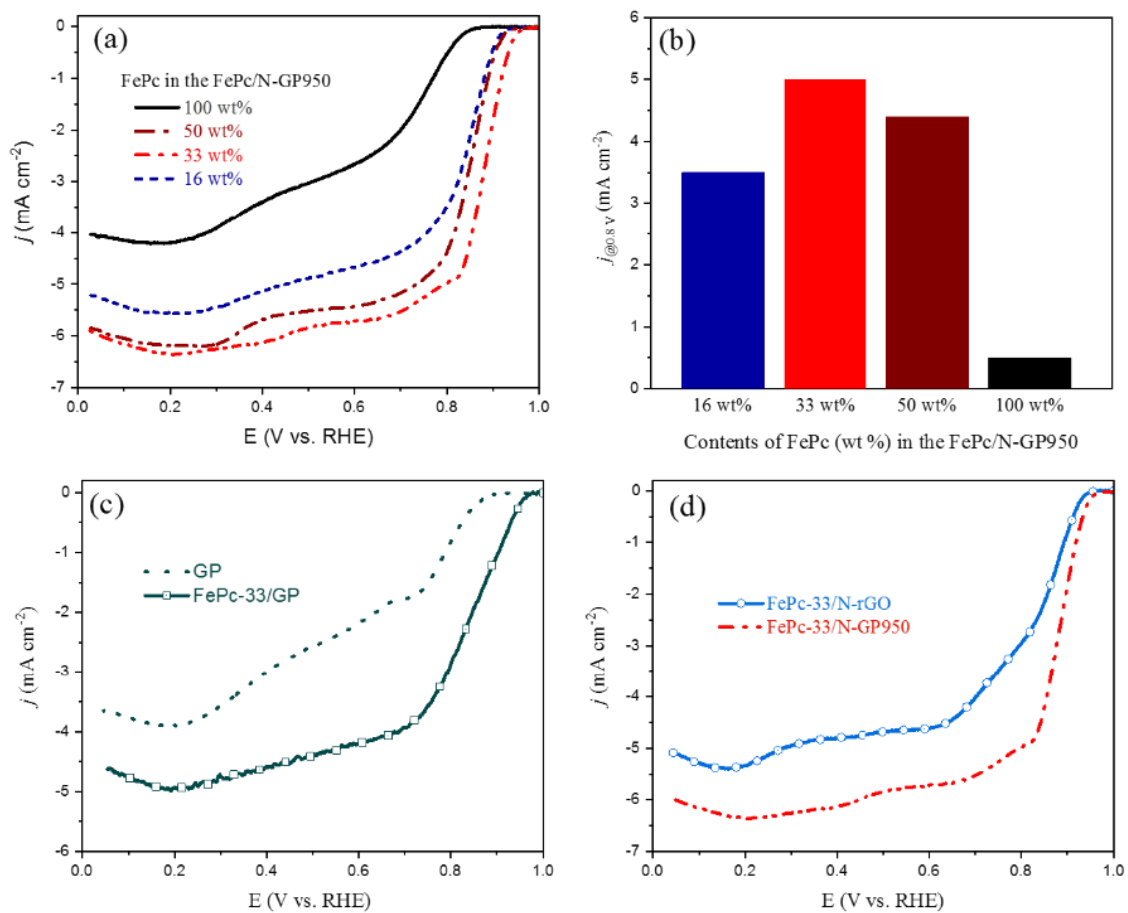 (a)
FePc in the FePc/N-GP950
100 wt%
50 wt%
33 wt%
16 wt%
0
-1
-2
-3
-4
-5
-6
-7
j (mA cm-2)
0.0 0.2 0.4 0.6 0.8 1.0
E (V vs. RHE)
(b)
6
5
4
3
2
1
0
j@0.8 V (mA cm-2)
16 wt% 33 wt% 50 wt% 100 wt%
Contents of FePc (wt %) in the FePc/N-GP950
(c)
GP
FePc-33/GP
0
-1
-2
-3
-4
-5
-6
j (mA cm-2)
0.0 0.2 0.4 0.6 0.8 1.0
E (V vs. RHE)
(d)
FePc-33/N-rGO
FePc-33/N-GP950
0
-1
-2
-3
-4
-5
-6
-7
j (mA cm-2)
0.0 0.2 0.4 0.6 0.8 1.0
E (V vs. RHE)